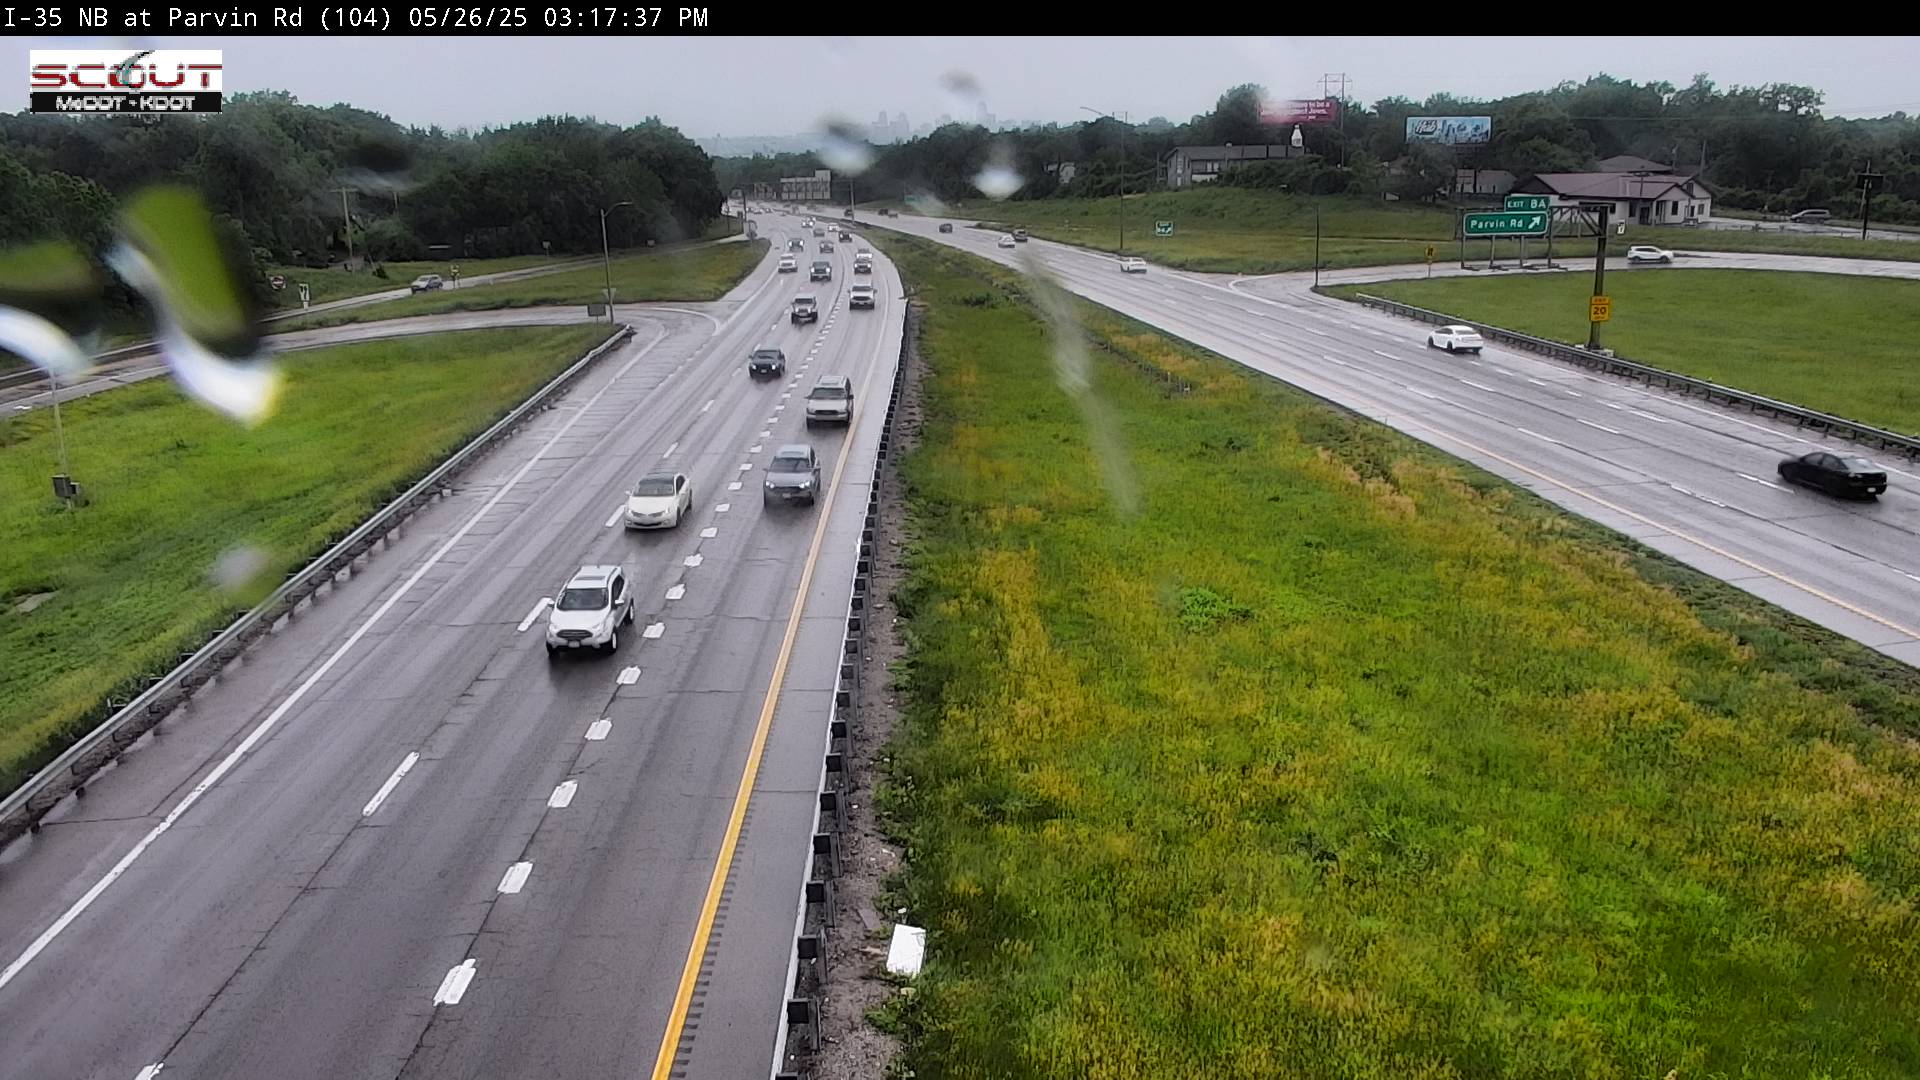 I-35 NB at Parvin Rd (104) 05/26/25 03:17:37 PM
SCOUT
MoDOT - KDOT
EXIT 8A
Parvin Rd
20